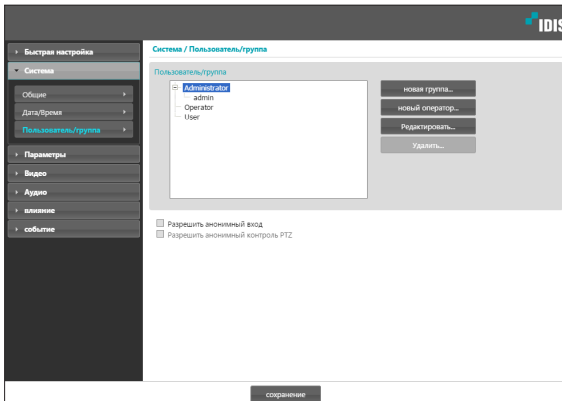 IDIS
Быстрая настройка
Система
Общие
Дата/Время
Пользователь/группа
Параметры
Видео
Аудио
влияние
событие
Система / Пользователь/группа
Пользователь/группа
Administrator
admin
Operator
User
новая группа...
новый оператор...
Редактировать...
Удалить...
Разрешить анонимный вход
Разрешить анонимный контроль PTZ
сохранение